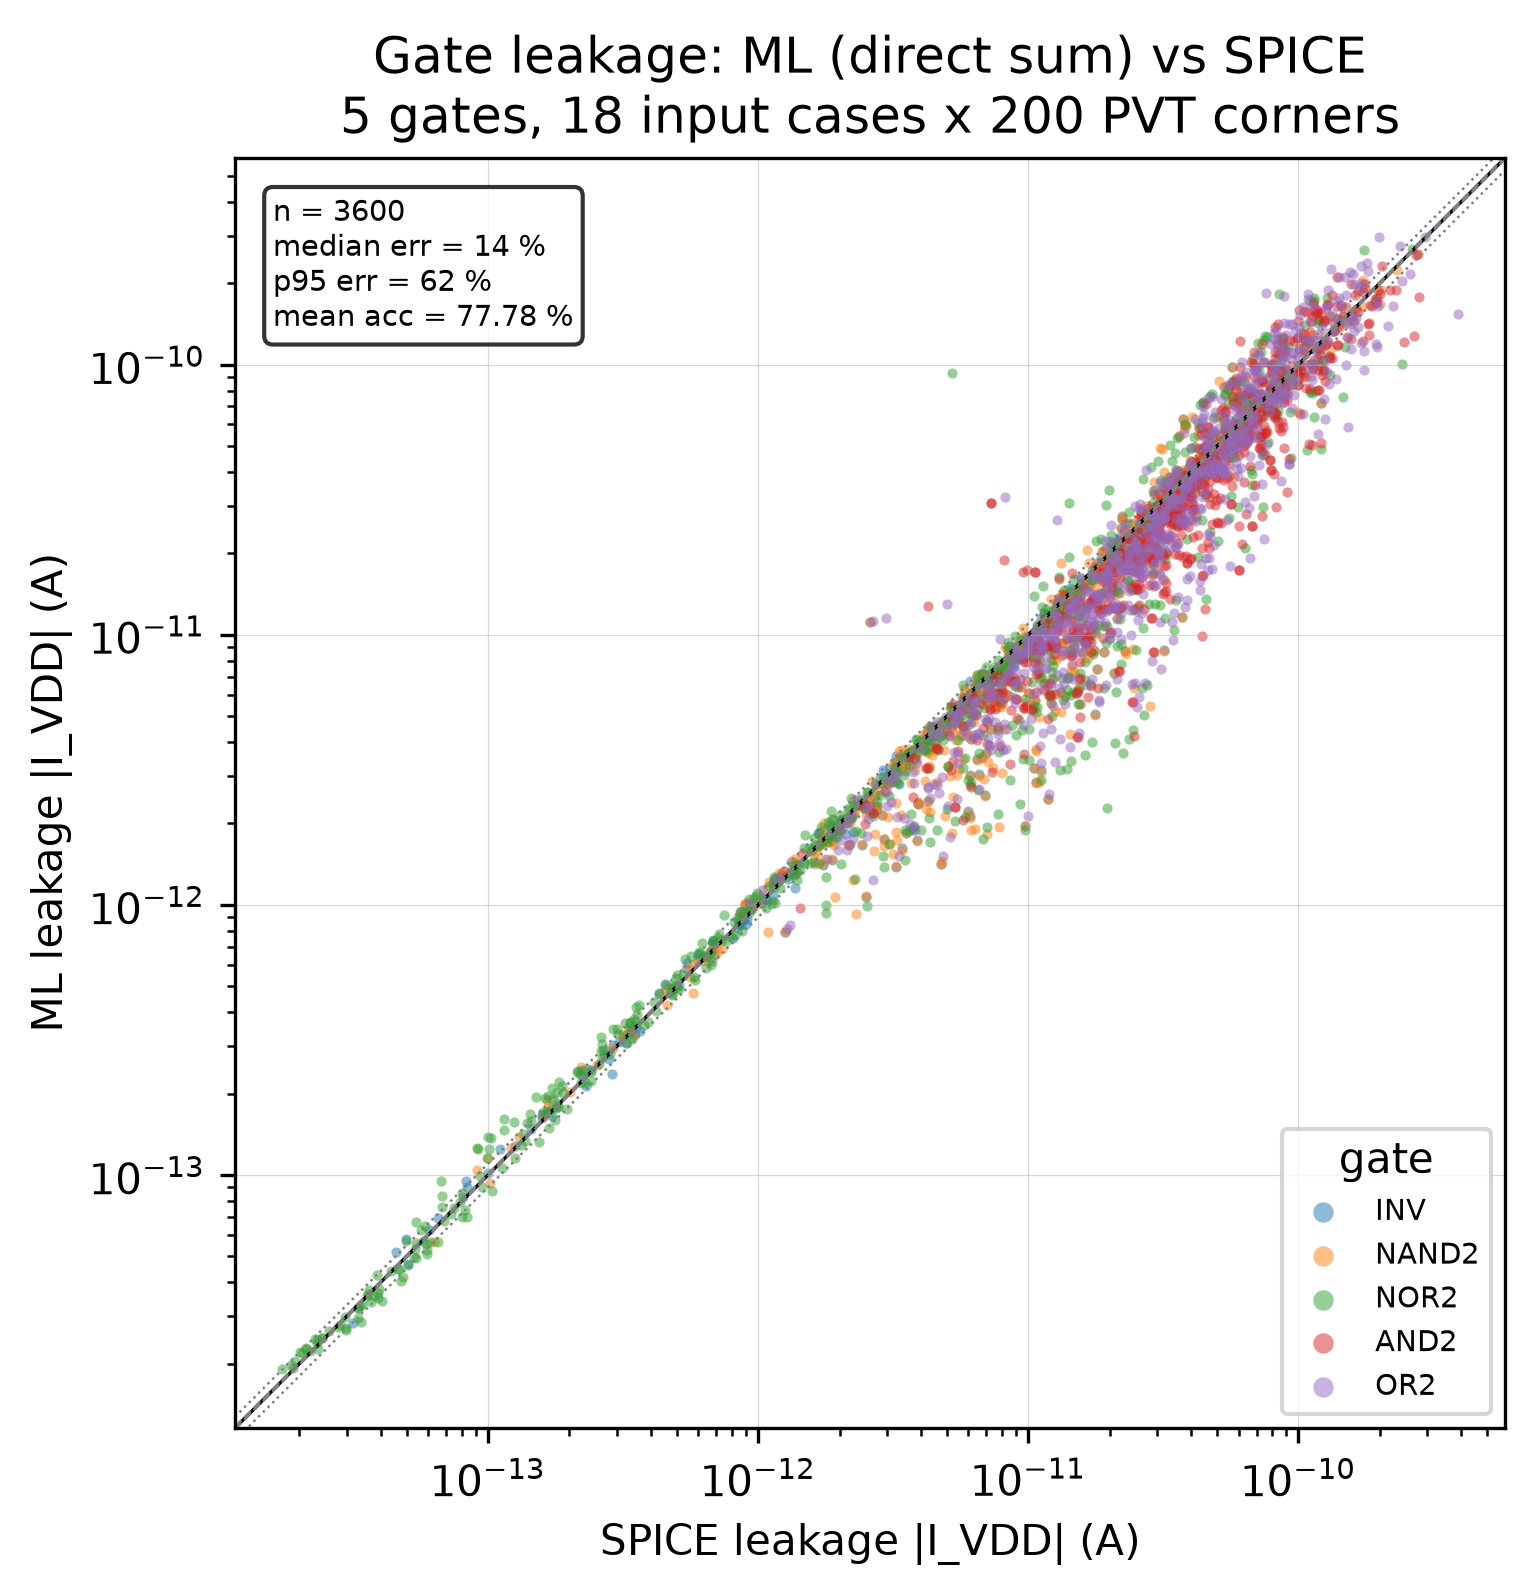 Gate leakage: ML (direct sum) vs SPICE
5 gates, 18 input cases x 200 PVT corners
n = 3600
median err = 14 %
p95 err = 62 %
mean acc = 77.78 %
ML leakage |I_VDD| (A)
10⁻¹⁰
10⁻¹¹
10⁻¹²
10⁻¹³
gate
INV
NAND2
NOR2
AND2
OR2
10⁻¹³ 10⁻¹² 10⁻¹¹ 10⁻¹⁰
SPICE leakage |I_VDD| (A)